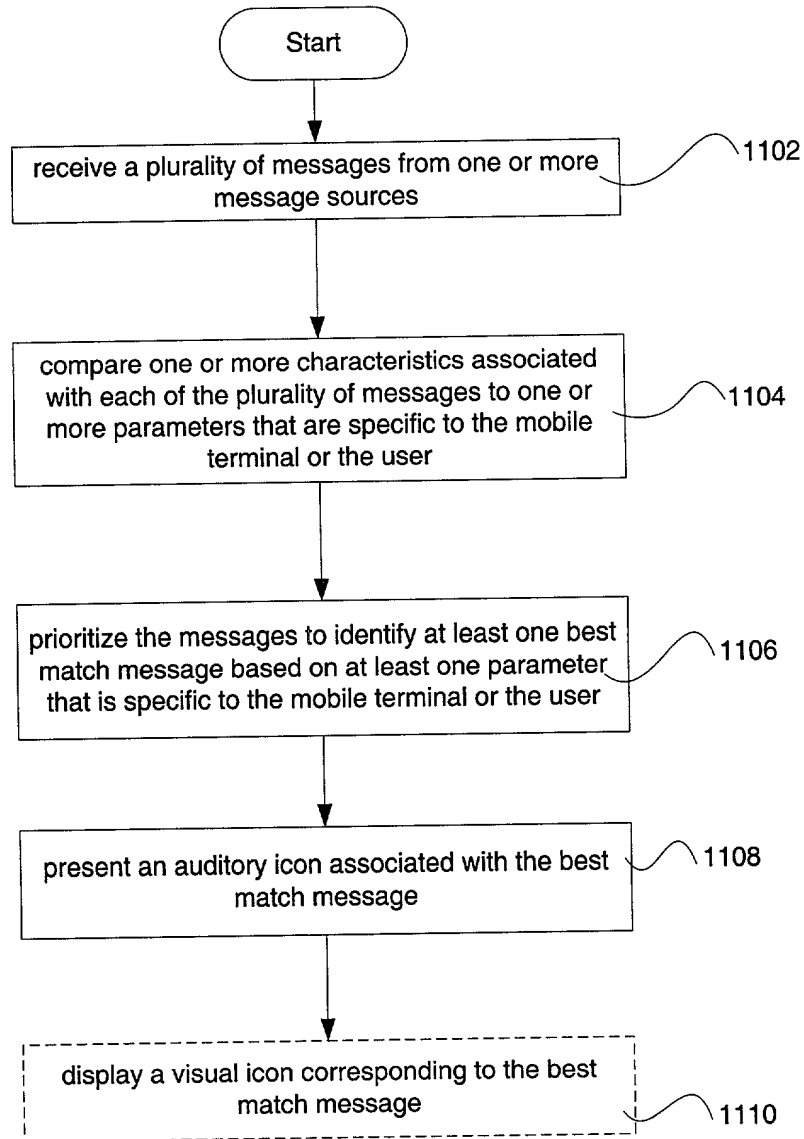 Start
receive a plurality of messages from one or more
message sources
1102
compare one or more characteristics associated
with each of the plurality of messages to one or
more parameters that are specific to the mobile
terminal or the user
1104
prioritize the messages to identify at least one best
match message based on at least one parameter
that is specific to the mobile terminal or the user
1106
present an auditory icon associated with the best
match message
1108
display a visual icon corresponding to the best
match message
1110